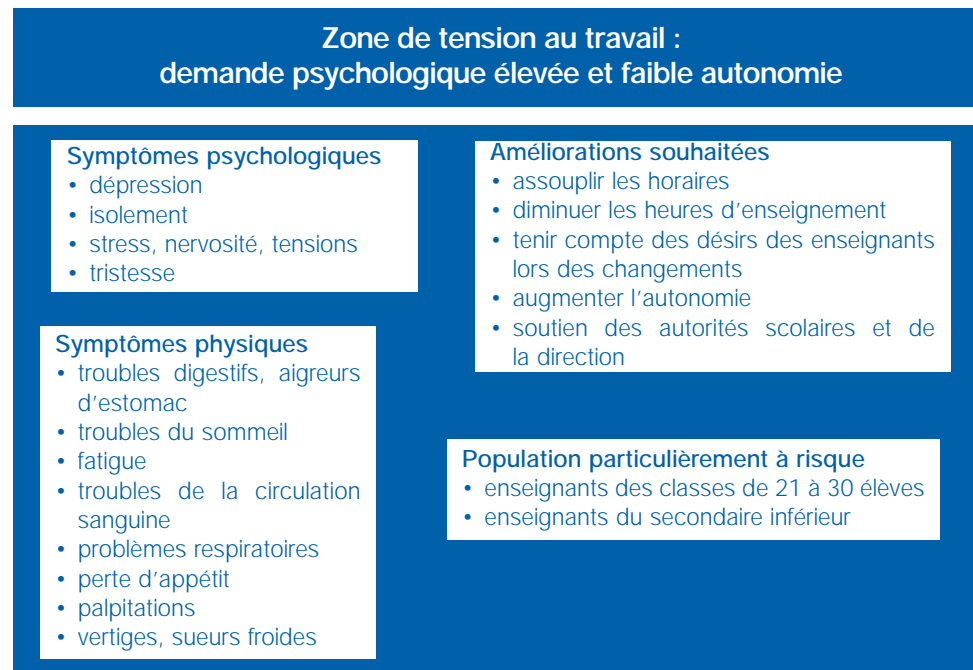 Zone de tension au travail :
demande psychologique élevée et faible autonomie
Symptômes psychologiques
• dépression
• isolement
• stress, nervosité, tensions
• tristesse
Symptômes physiques
• troubles digestifs, aigreurs
d'estomac
• troubles du sommeil
• fatigue
• troubles de la circulation
sanguine
• problèmes respiratoires
• perte d'appétit
• palpitations
• vertiges, sueurs froides
Améliorations souhaitées
• assouplir les horaires
• diminuer les heures d'enseignement
• tenir compte des désirs des enseignants
lors des changements
• augmenter l'autonomie
• soutien des autorités scolaires et de
la direction
Population particulièrement à risque
• enseignants des classes de 21 à 30 élèves
• enseignants du secondaire inférieur